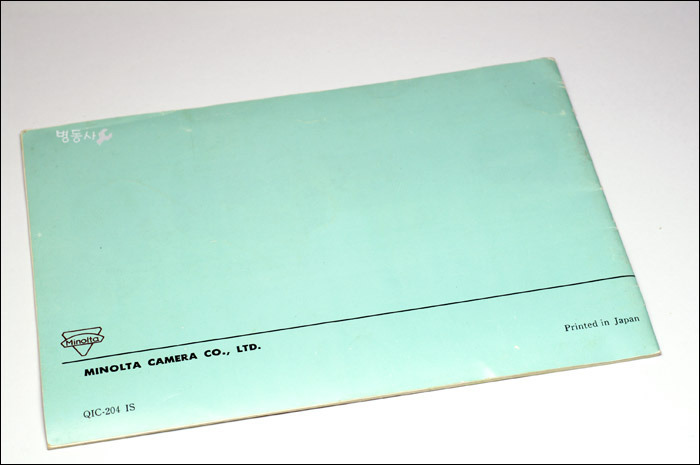 병동사
Minolta
MINOLTA CAMERA CO., LTD.
Printed in Japan
QIC-204 IS